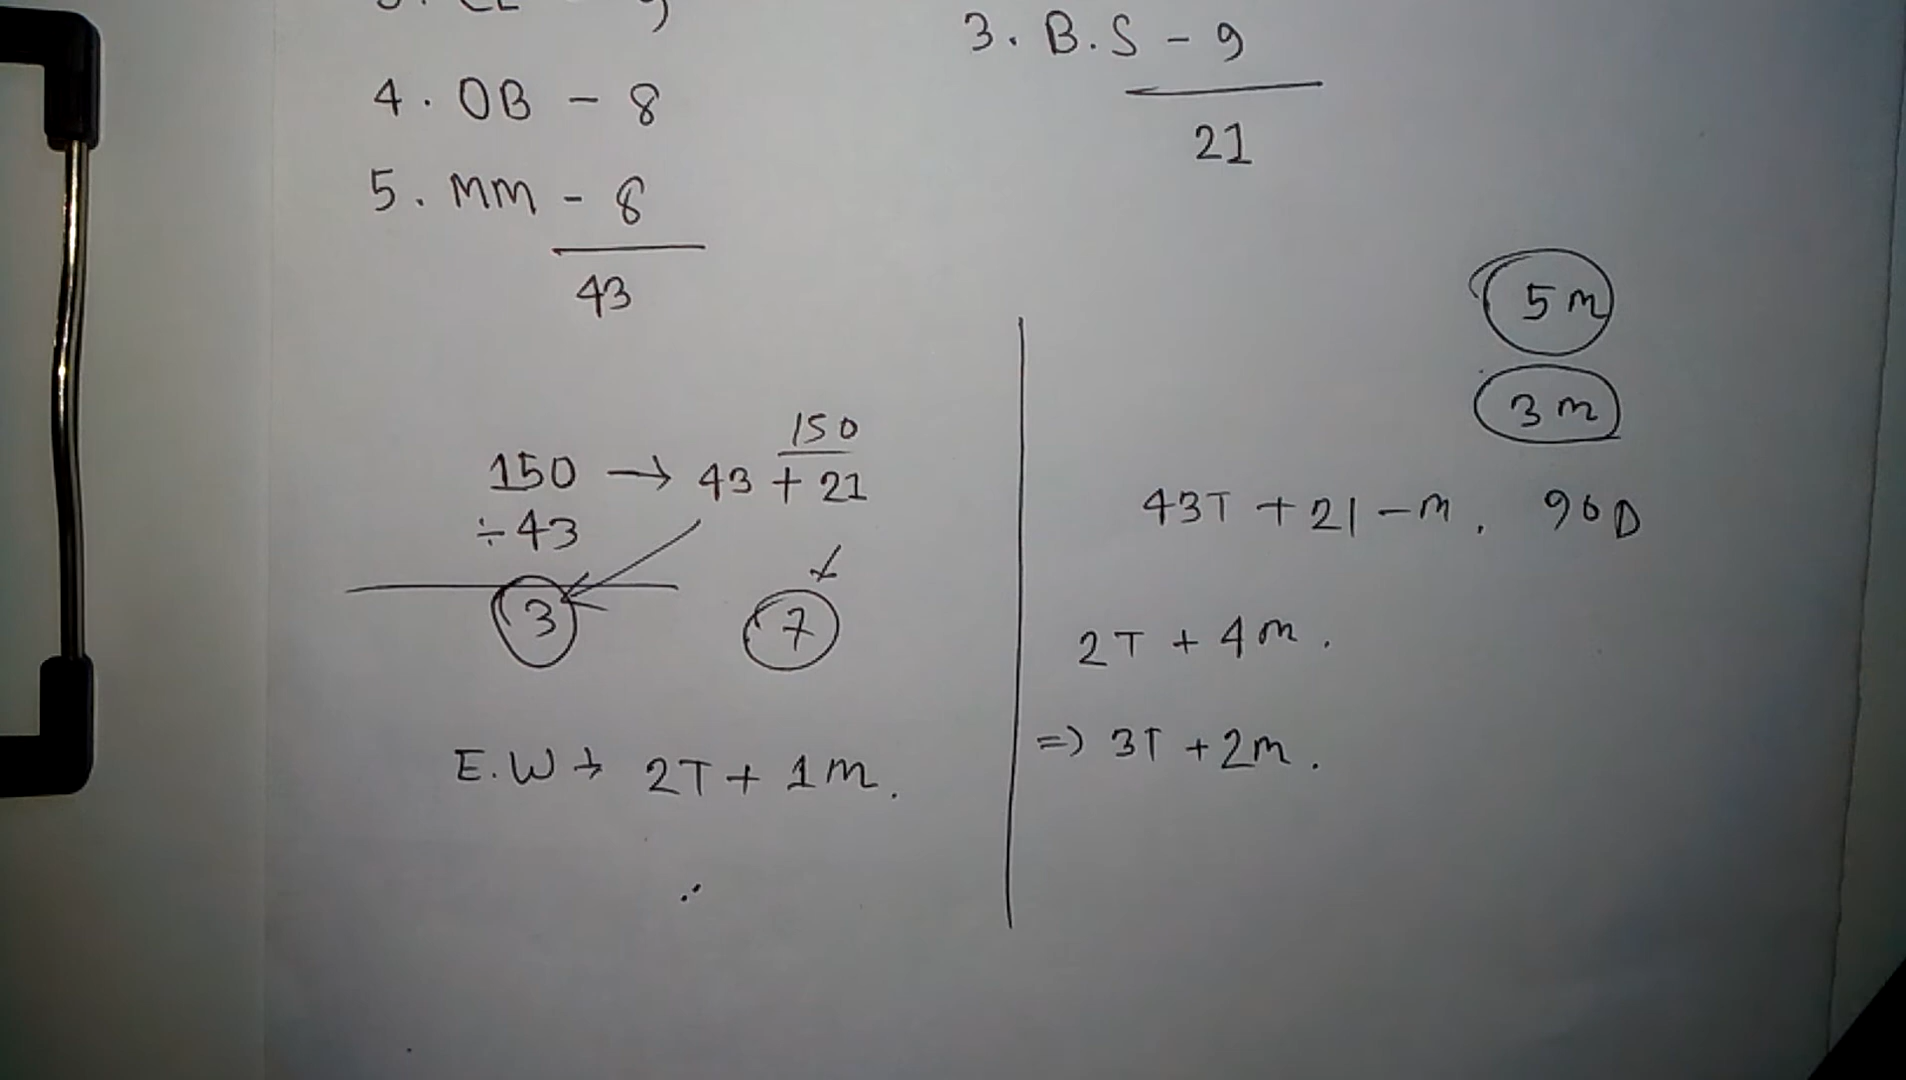 4. OB - 8
5. MM - 8
43
3. B.S - 9
21
150 → 43 + 21
150
÷ 43
3
7
E.W → 2T + 1m.
5m
3m
43T + 21 - m. 90D
2T + 4m.
=) 3T + 2m.